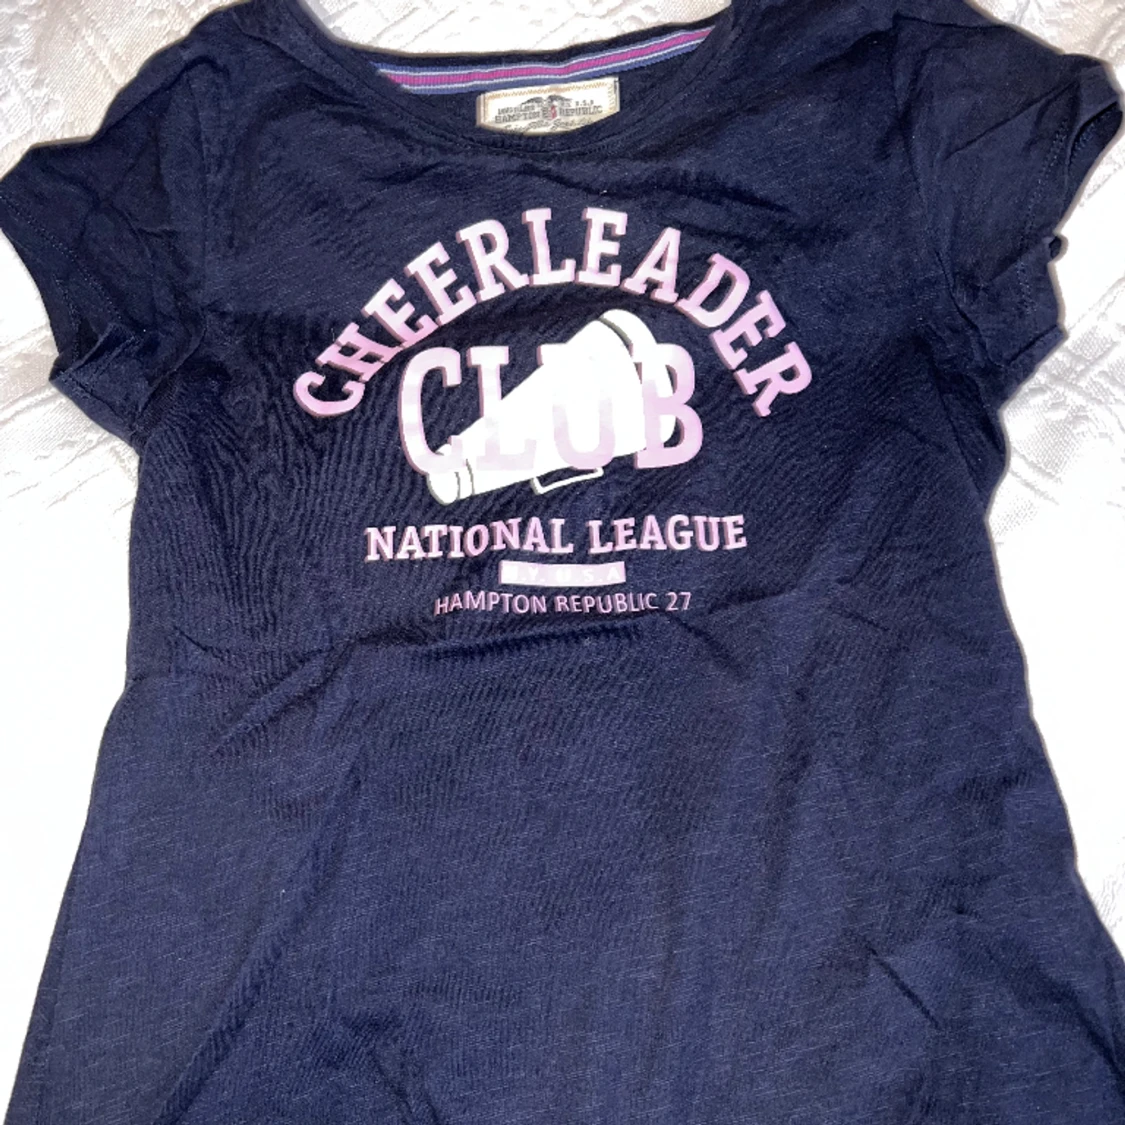 U.S.A
HAMPTON REPUBLIC
CHEERLEADER
CLUB
NATIONAL LEAGUE
N.Y. U.S.A
HAMPTON REPUBLIC 27